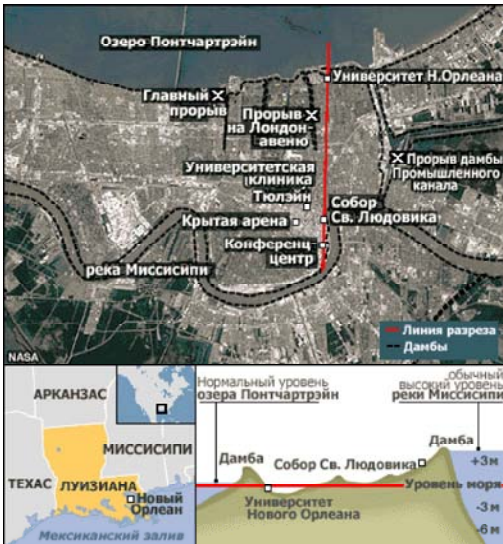 Озеро Понтчартрэйн
Университет Н.Орлеана
Главный
прорыв
Прорыв
на Лондон-
авеню
Прорыв дамбы
Промышленного
канала
Университетская
клиника
Тюлэйн
Собор
Св. Людовика
Крытая арена
Конференц-
центр
река Миссисипи
Линия разреза
Дамбы
NASA
АРКАНЗАС
МИССИСИПИ
ТЕХАС
ЛУИЗИАНА
Новый
Орлеан
Мексиканский залив
Нормальный уровень
озера Понтчартрэйн
обычный
высокий уровень
реки Миссисипи
Дамба
Дамба
Собор Св. Людовика
+3м
Уровень моря
Университет
Нового Орлеана
-3м
-6м